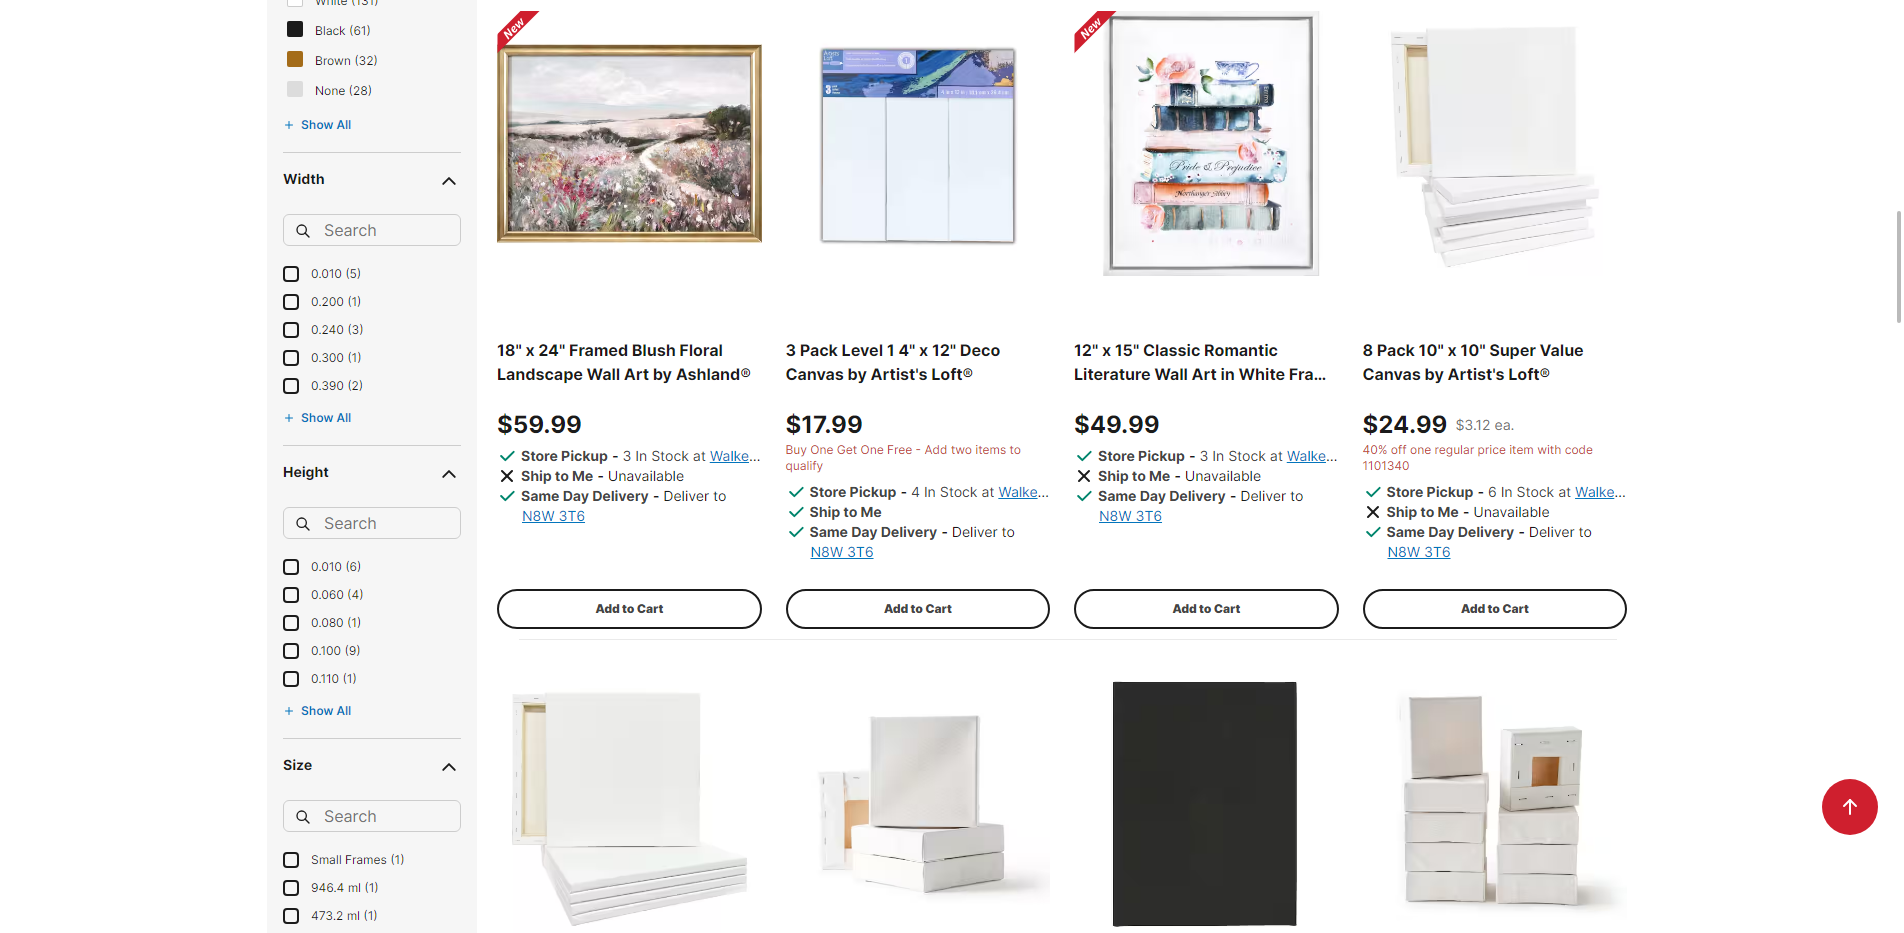 White (131)
Black (61)
Brown (32)
None (28)
+ Show All
Width
Search
0.010 (5)
0.200 (1)
0.240 (3)
0.300 (1)
0.390 (2)
+ Show All
Height
Search
0.010 (6)
0.060 (4)
0.080 (1)
0.100 (9)
0.110 (1)
+ Show All
Size
Search
Small Frames (1)
946.4 ml (1)
473.2 ml (1)
New
18" x 24" Framed Blush Floral
Landscape Wall Art by Ashland®
$59.99
Store Pickup - 3 In Stock at Walke...
Ship to Me - Unavailable
Same Day Delivery - Deliver to
N8W 3T6
Add to Cart
3
3 Pack Level 1 4" x 12" Deco
Canvas by Artist's Loft®
$17.99
Buy One Get One Free - Add two items to
qualify
Store Pickup - 4 In Stock at Walke...
Ship to Me
Same Day Delivery - Deliver to
N8W 3T6
Add to Cart
New
Emma
Pride & Prejudice
Northanger Abbey
12" x 15" Classic Romantic
Literature Wall Art in White Fra...
$49.99
Store Pickup - 3 In Stock at Walke...
Ship to Me - Unavailable
Same Day Delivery - Deliver to
N8W 3T6
Add to Cart
8 Pack 10" x 10" Super Value
Canvas by Artist's Loft®
$24.99 $3.12 ea.
40% off one regular price item with code
1101340
Store Pickup - 6 In Stock at Walke...
Ship to Me - Unavailable
Same Day Delivery - Deliver to
N8W 3T6
Add to Cart